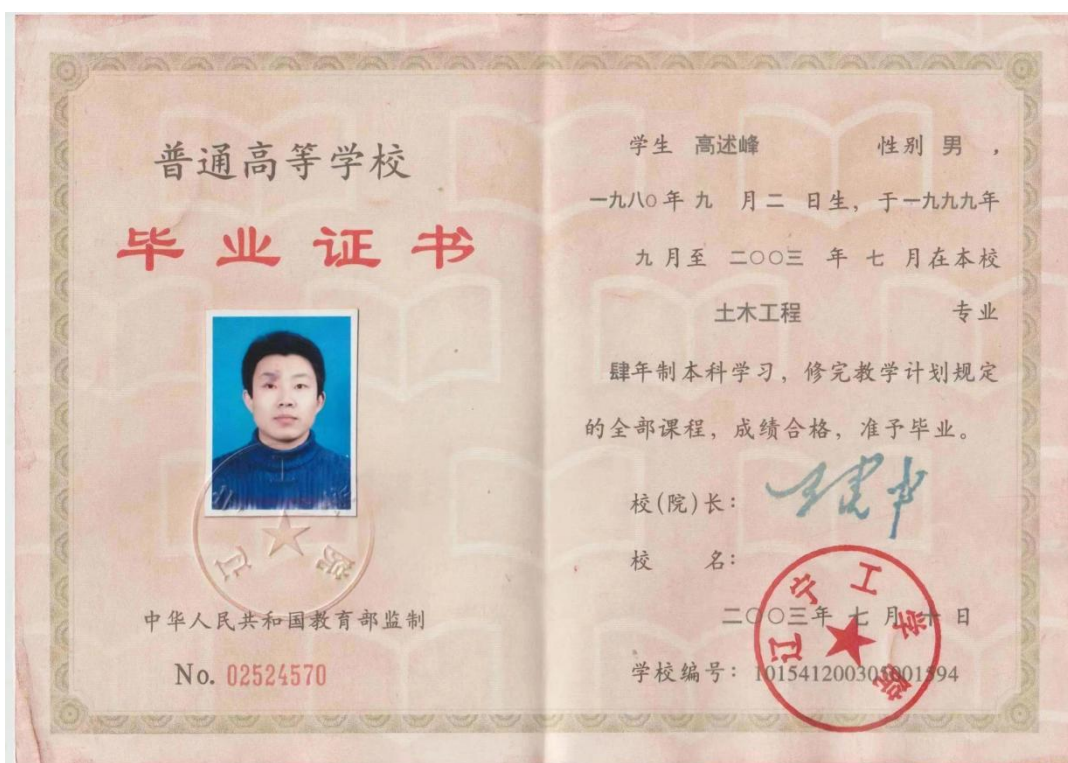 普通高等学校
毕业证书
中华人民共和国教育部监制
No. 02524570
学生 高述峰 性别 男 ,
一九八○年 九 月二 日生, 于一九九九年
九 月至 二○○三 年 七 月在本校
土木工程 专业
肆年制本科学习, 修完教学计划规定
的全部课程, 成绩合格, 准予毕业。
校(院)长:
校 名:
辽宁工学院
二○○三年 七 月 十 日
学校编号: 101541200305001594